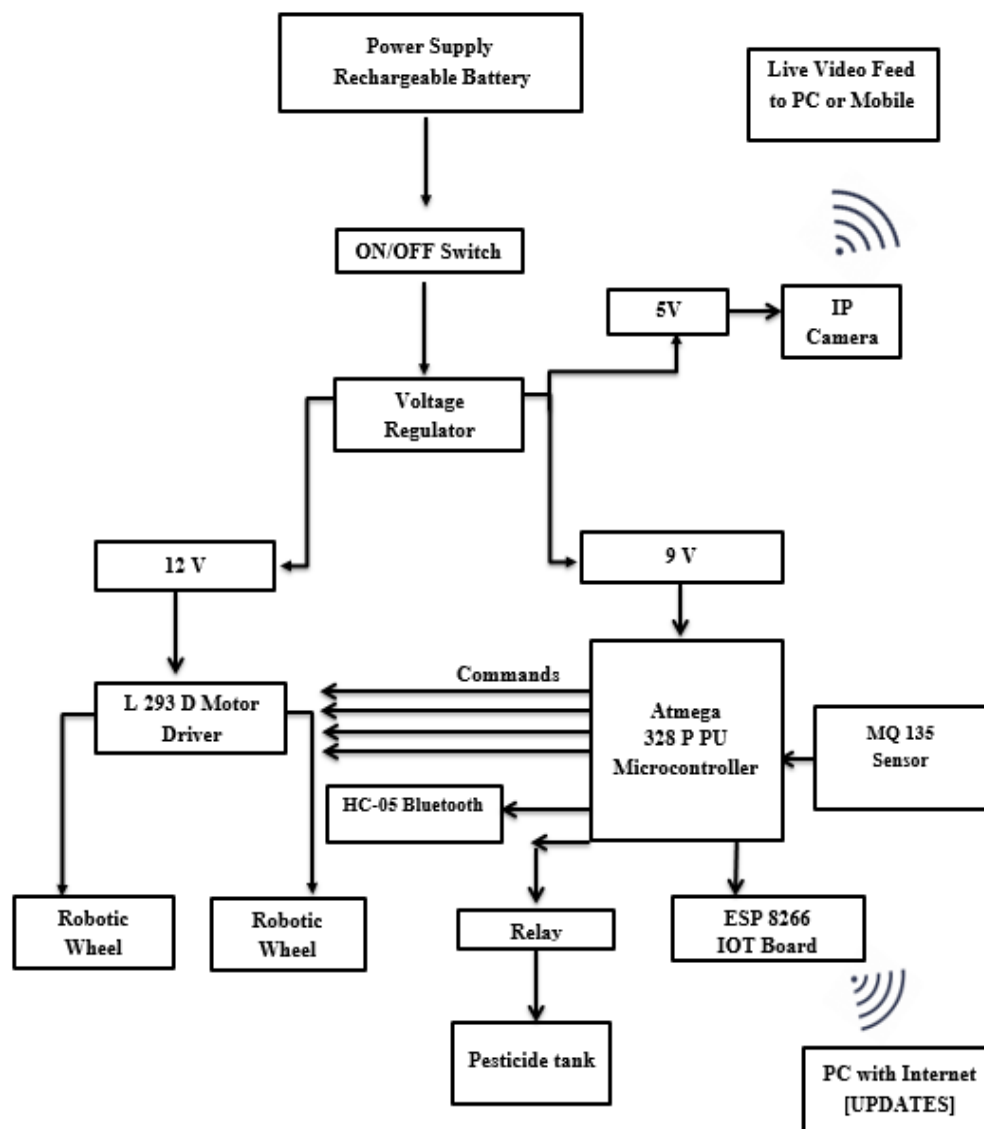 Power Supply
Rechargeable Battery
Live Video Feed
to PC or Mobile
ON/OFF Switch
5V
IP
Camera
Voltage
Regulator
12 V
9 V
Commands
L 293 D Motor
Driver
Atmega
328 P PU
Microcontroller
MQ 135
Sensor
HC-05 Bluetooth
Robotic
Wheel
Robotic
Wheel
Relay
ESP 8266
IOT Board
Pesticide tank
PC with Internet
[UPDATES]